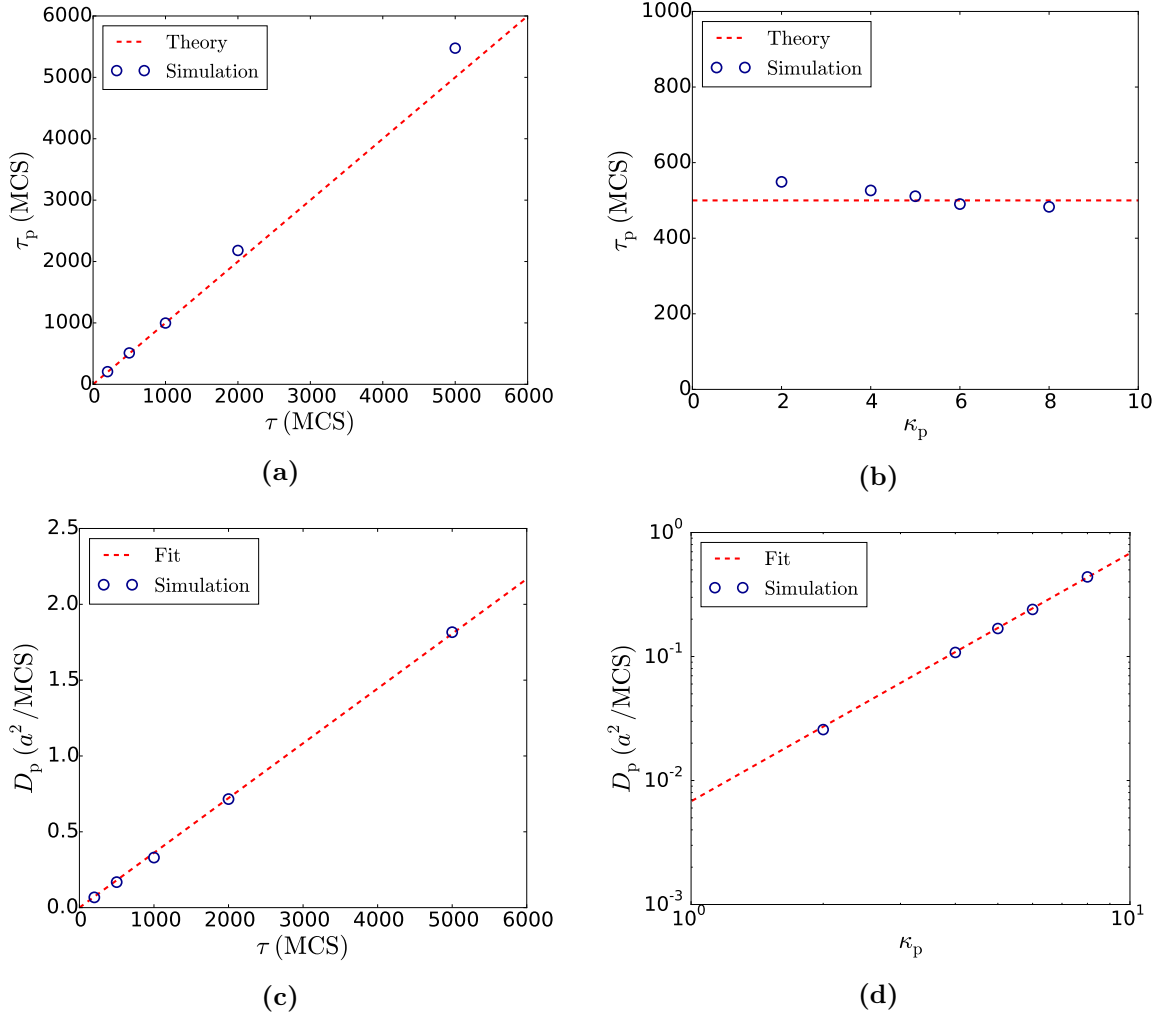 Theory
Simulation
6000
5000
4000
3000
2000
1000
0
τp (MCS)
0 1000 2000 3000 4000 5000 6000
τ (MCS)
(a)
Theory
Simulation
1000
800
600
400
200
0
τp (MCS)
0 2 4 6 8 10
κp
(b)
Fit
Simulation
2.5
2.0
1.5
1.0
0.5
0.0
Dp (a² /MCS)
0 1000 2000 3000 4000 5000 6000
τ (MCS)
(c)
Fit
Simulation
10⁰
10⁻¹
10⁻²
10⁻³
Dp (a² /MCS)
10⁰ 10¹
κp
(d)